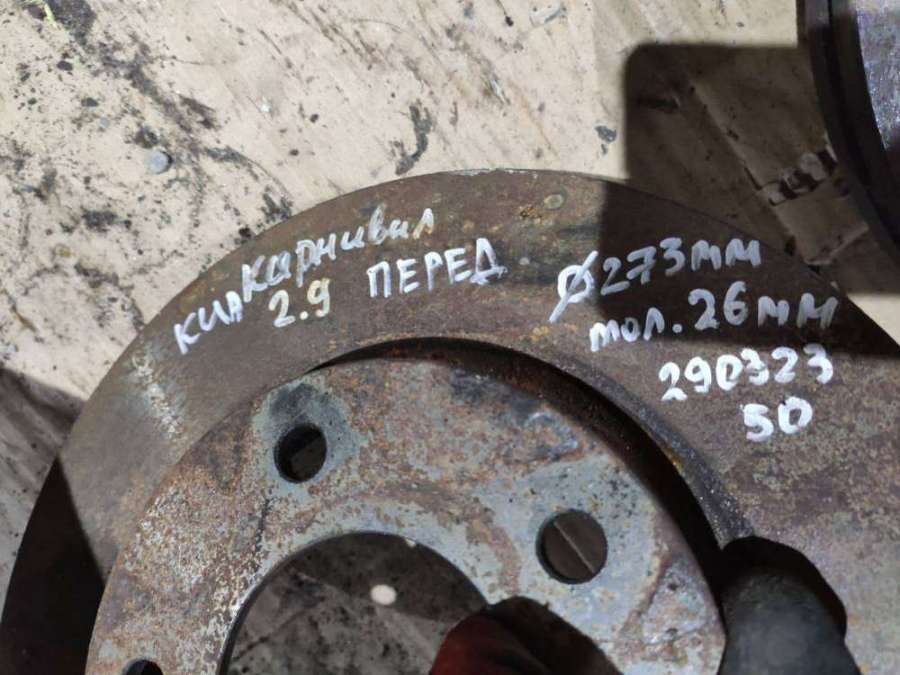 КИА Карнивал
2.9 ПЕРЕД
Ø273мм
тол. 26мм
290323
50